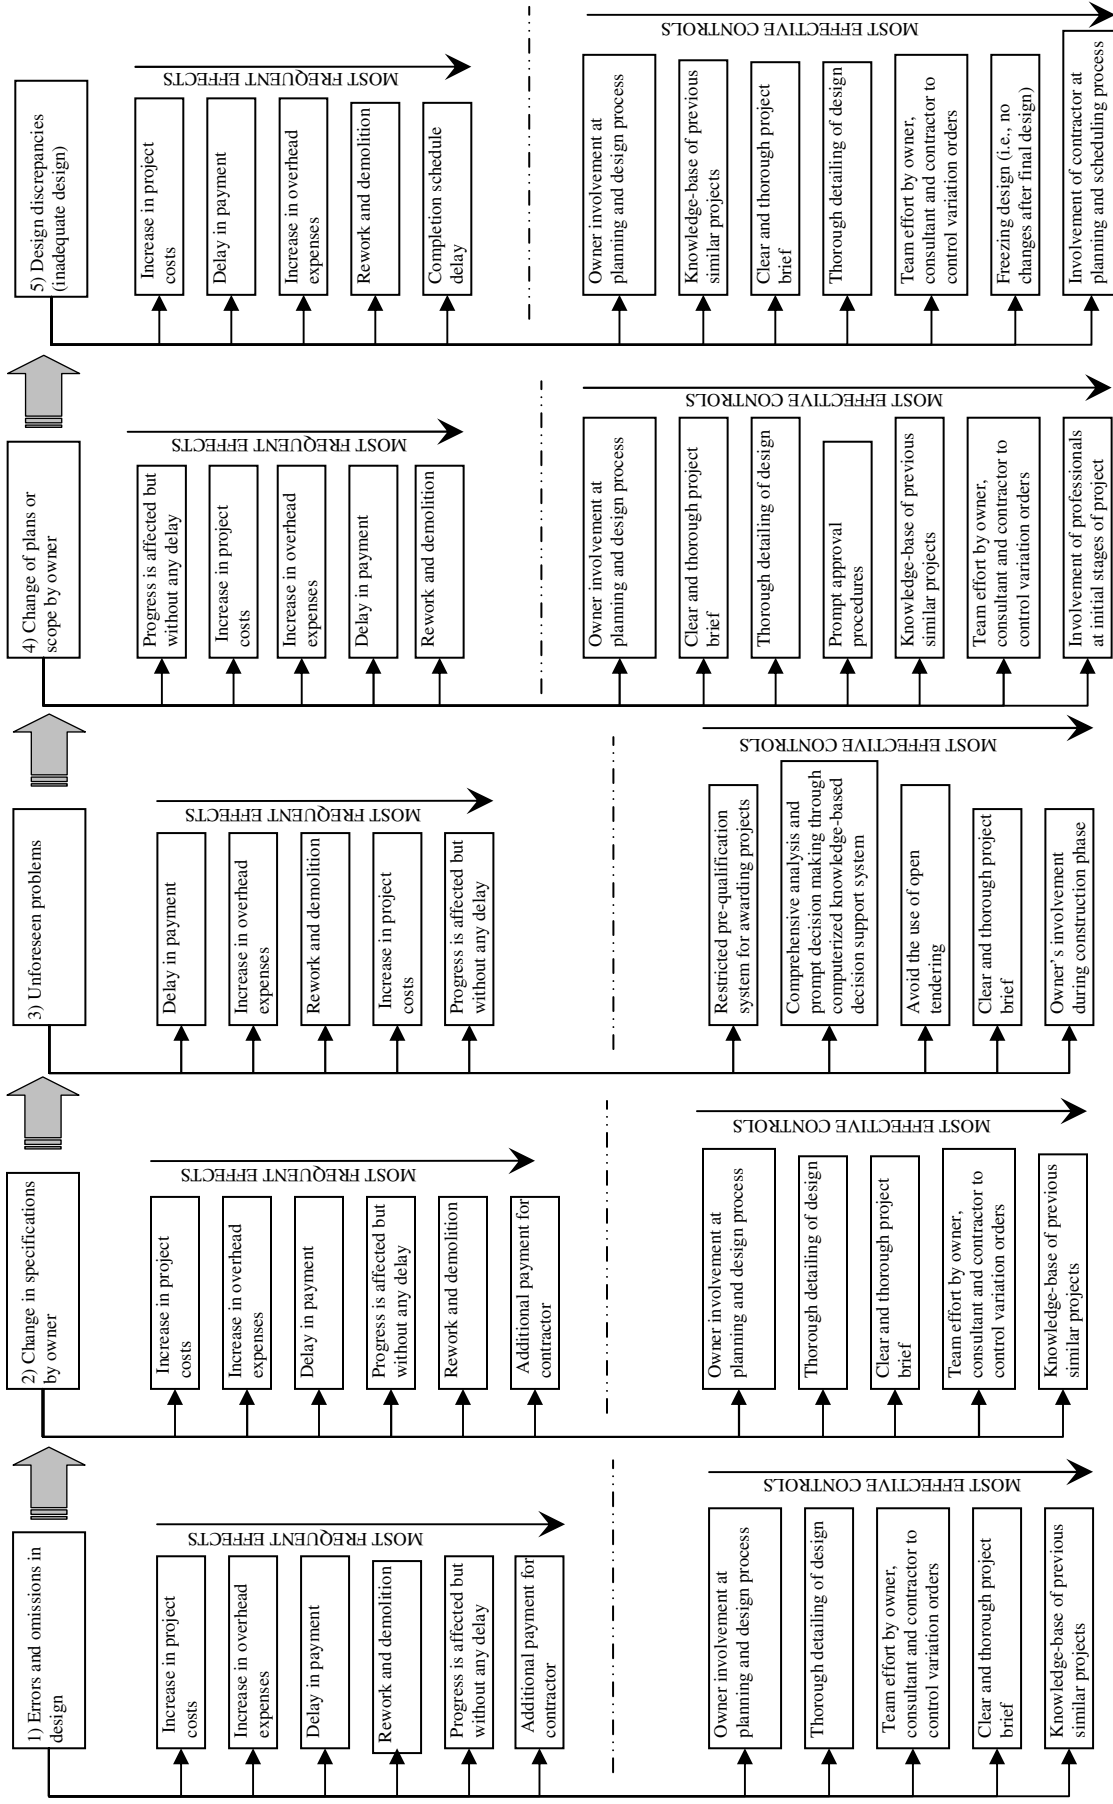 1) Errors and omissions in
design
MOST FREQUENT EFFECTS
Increase in project
costs
Increase in overhead
expenses
Delay in payment
Rework and demolition
Progress is affected but
without any delay
Additional payment for
contractor
MOST EFFECTIVE CONTROLS
Owner involvement at
planning and design process
Thorough detailing of design
Team effort by owner,
consultant and contractor to
control variation orders
Clear and thorough project
brief
Knowledge-base of previous
similar projects
2) Change in specifications
by owner
MOST FREQUENT EFFECTS
Increase in project
costs
Increase in overhead
expenses
Delay in payment
Progress is affected but
without any delay
Rework and demolition
Additional payment for
contractor
MOST EFFECTIVE CONTROLS
Owner involvement at
planning and design process
Thorough detailing of design
Clear and thorough project
brief
Team effort by owner,
consultant and contractor to
control variation orders
Knowledge-base of previous
similar projects
3) Unforeseen problems
MOST FREQUENT EFFECTS
Delay in payment
Increase in overhead
expenses
Rework and demolition
Increase in project
costs
Progress is affected but
without any delay
MOST EFFECTIVE CONTROLS
Restricted pre-qualification
system for awarding projects
Comprehensive analysis and
prompt decision making through
computerized knowledge-based
decision support system
Avoid the use of open
tendering
Clear and thorough project
brief
Owner's involvement
during construction phase
4) Change of plans or
scope by owner
MOST FREQUENT EFFECTS
Progress is affected but
without any delay
Increase in project
costs
Increase in overhead
expenses
Delay in payment
Rework and demolition
MOST EFFECTIVE CONTROLS
Owner involvement at
planning and design process
Clear and thorough project
brief
Thorough detailing of design
Prompt approval
procedures
Knowledge-base of previous
similar projects
Team effort by owner,
consultant and contractor to
control variation orders
Involvement of professionals
at initial stages of project
5) Design discrepancies
(inadequate design)
MOST FREQUENT EFFECTS
Increase in project
costs
Delay in payment
Increase in overhead
expenses
Rework and demolition
Completion schedule
delay
MOST EFFECTIVE CONTROLS
Owner involvement at
planning and design process
Knowledge-base of previous
similar projects
Clear and thorough project
brief
Thorough detailing of design
Team effort by owner,
consultant and contractor to
control variation orders
Freezing design (i.e., no
changes after final design)
Involvement of contractor at
planning and scheduling process